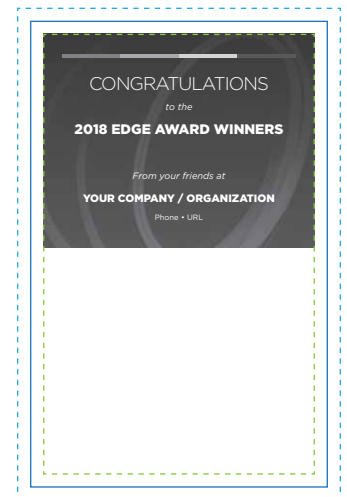 CONGRATULATIONS
to the
2018 EDGE AWARD WINNERS
From your friends at
YOUR COMPANY / ORGANIZATION
Phone • URL